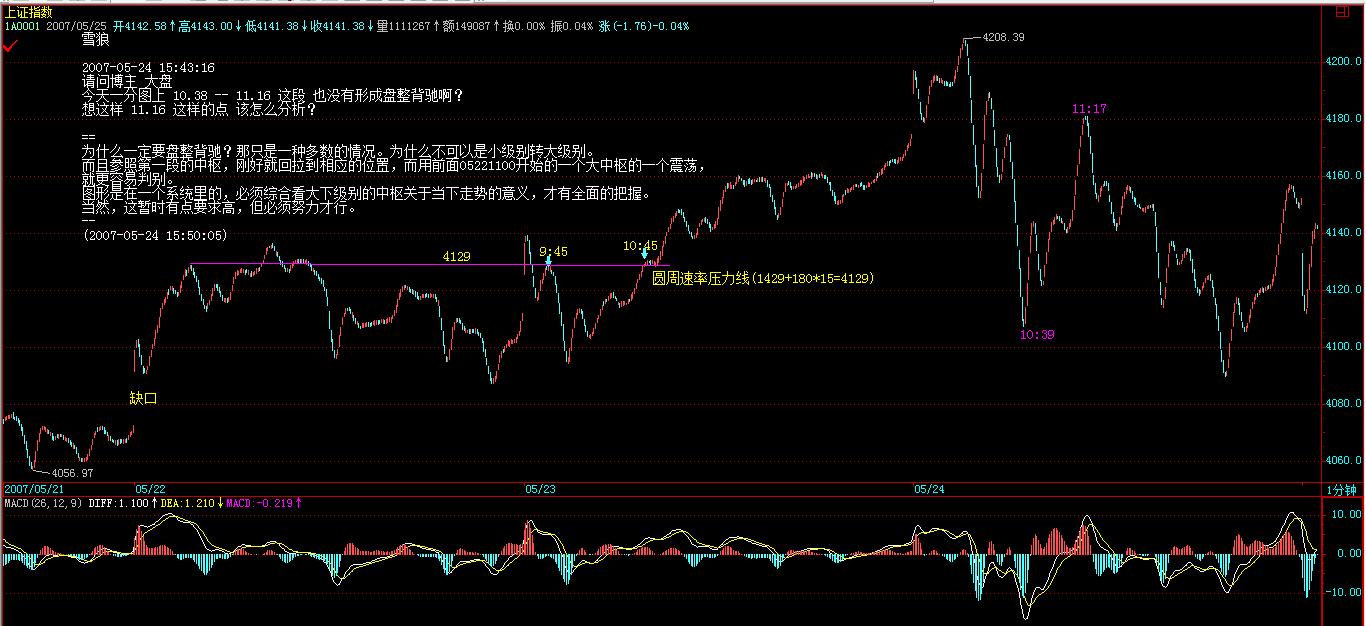 上证指数
1A0001 2007/05/25 开4142.58↑高4143.00↓低4141.38↓收4141.38↓量1111267↑额149087↑换0.00% 振0.04% 涨(-1.76)-0.04%
雪狼
2007-05-24 15:43:16
请问博主 大盘
今天一分图上 10.38 -- 11.16 这段 也没有形成盘整背驰啊？
想这样 11.16 这样的点 该怎么分析？
==
为什么一定要盘整背驰？那只是一种多数的情况。为什么不可以是小级别转大级别。
而且参照第一段的中枢，刚好就回拉到相应的位置，而用前面05221100开始的一个大中枢的一个震荡，
就更容易判别。
图形是在一个系统里的，必须综合看大下级别的中枢关于当下走势的意义，才有全面的把握。
当然，这暂时有点要求高，但必须努力才行。
--
(2007-05-24 15:50:05)
4208.39
11:17
4129
9:45
10:45
圆周速率压力线(1429+180*15=4129)
10:39
缺口
4056.97
4200.0
4180.0
4160.0
4140.0
4120.0
4100.0
4080.0
4060.0
2007/05/21
05/22
05/23
05/24
1分钟
MACD(26,12,9) DIFF:1.100↑DEA:1.210↓MACD:-0.219↑
10.00
0.00
-10.00